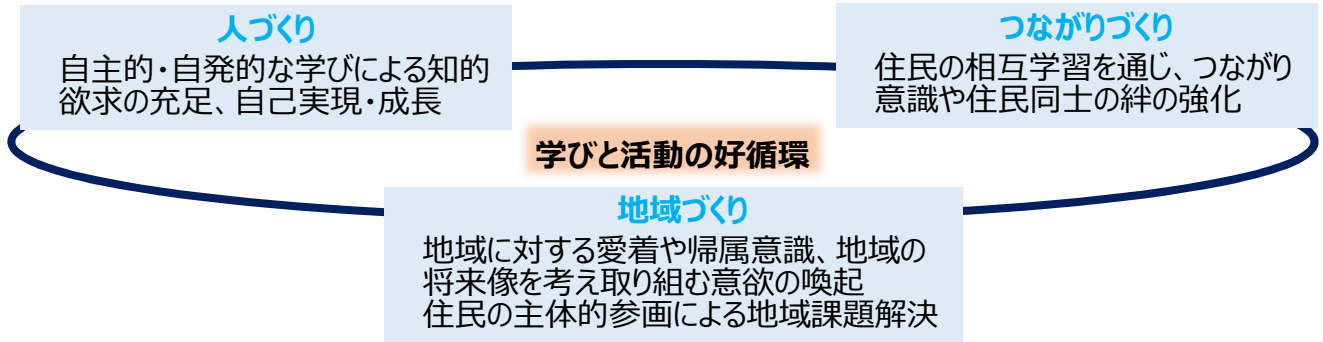 人づくり
自主的・自発的な学びによる知的
欲求の充足、自己実現・成長
つながりづくり
住民の相互学習を通じ、つながり
意識や住民同士の絆の強化
学びと活動の好循環
地域づくり
地域に対する愛着や帰属意識、地域の
将来像を考え取り組む意欲の喚起
住民の主体的参画による地域課題解決